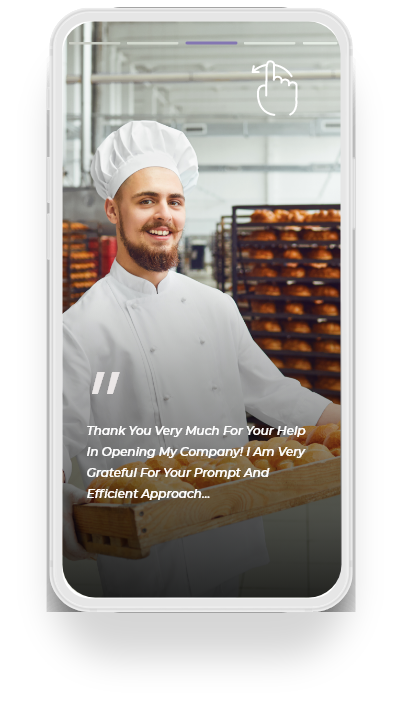 Thank You Very Much For Your Help
In Opening My Company! I Am Very
Grateful For Your Prompt And
Efficient Approach...